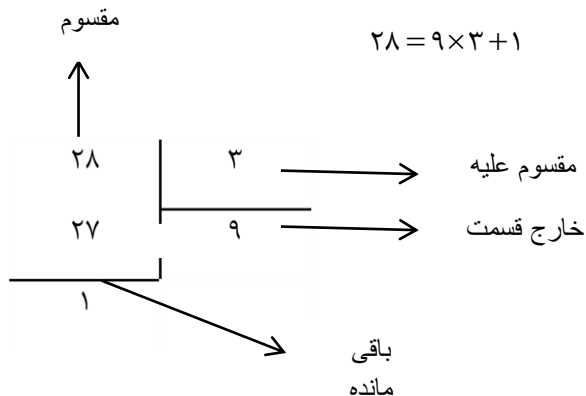 مقسوم
۲۸ = ۹×۳+۱
۲۸ ۳
مقسوم علیه
۲۷ ۹
خارج قسمت
۱
باقی
مانده